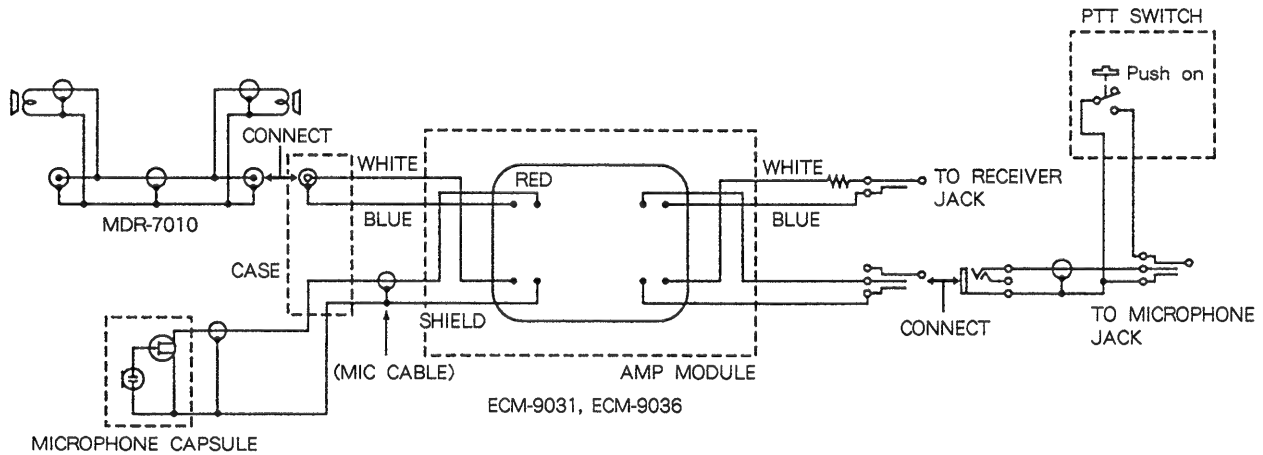 PTT SWITCH
Push on
CONNECT
WHITE
WHITE
RED
TO RECEIVER
JACK
BLUE
BLUE
MDR-7010
CASE
SHIELD
CONNECT
TO MICROPHONE
JACK
(MIC CABLE)
AMP MODULE
ECM-9031, ECM-9036
MICROPHONE CAPSULE